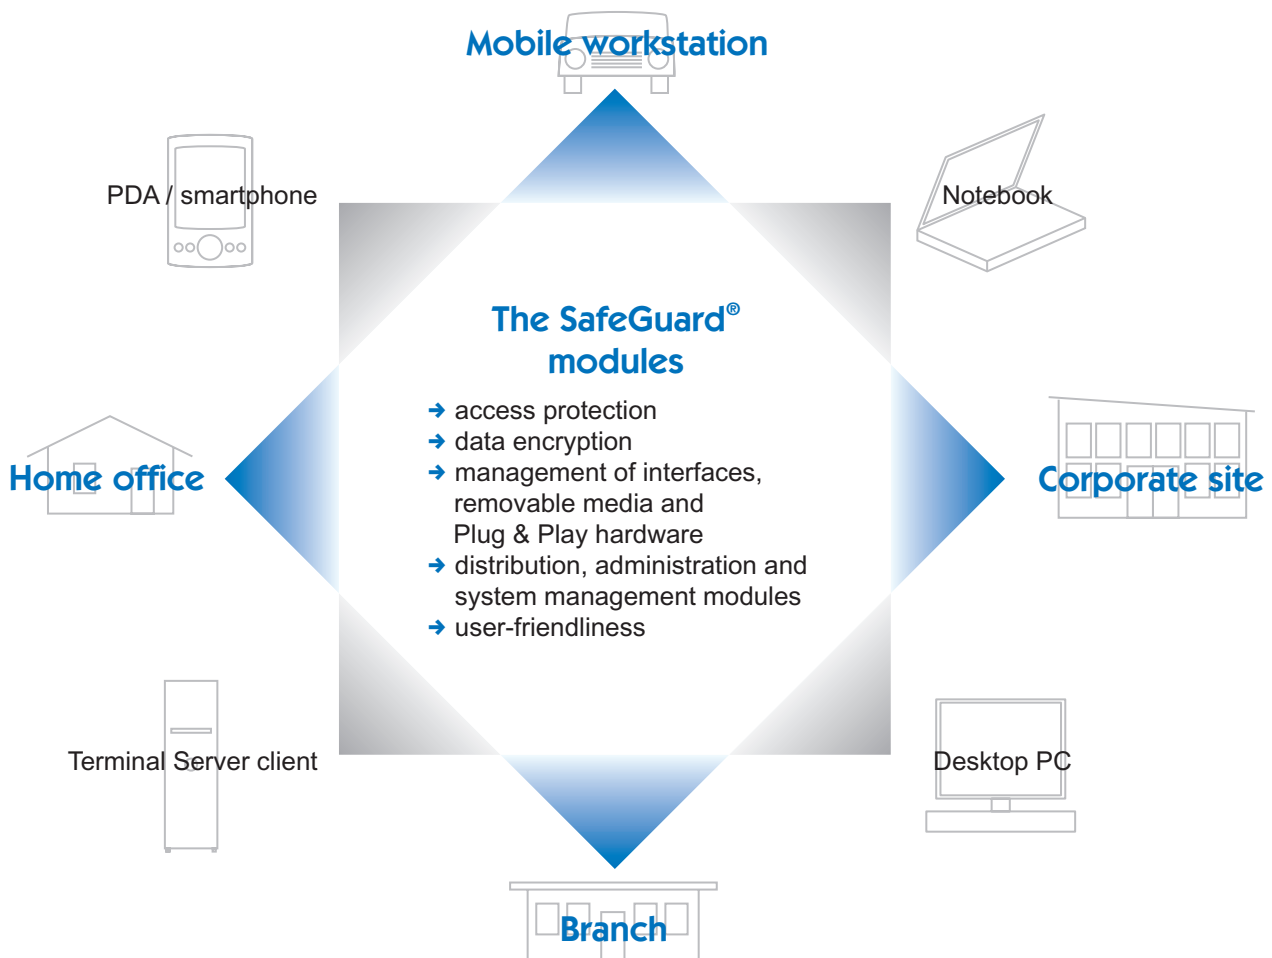 Mobile workstation
PDA / smartphone
Notebook
The SafeGuard®
modules
➔ access protection
➔ data encryption
➔ management of interfaces,
removable media and
Plug & Play hardware
➔ distribution, administration and
system management modules
➔ user-friendliness
Home office
Corporate site
Terminal Server client
Desktop PC
Branch